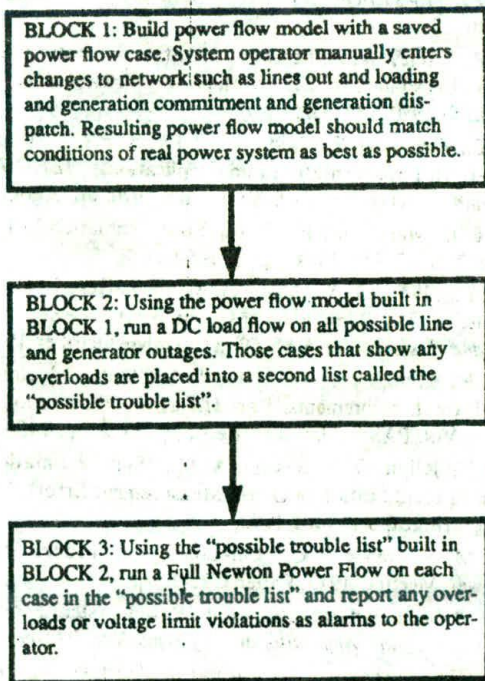 BLOCK 1: Build power flow model with a saved
power flow case. System operator manually enters
changes to network such as lines out and loading
and generation commitment and generation dis-
patch. Resulting power flow model should match
conditions of real power system as best as possible.
BLOCK 2: Using the power flow model built in
BLOCK 1, run a DC load flow on all possible line
and generator outages. Those cases that show any
overloads are placed into a second list called the
“possible trouble list”.
BLOCK 3: Using the “possible trouble list” built in
BLOCK 2, run a Full Newton Power Flow on each
case in the “possible trouble list” and report any over-
loads or voltage limit violations as alarms to the oper-
ator.